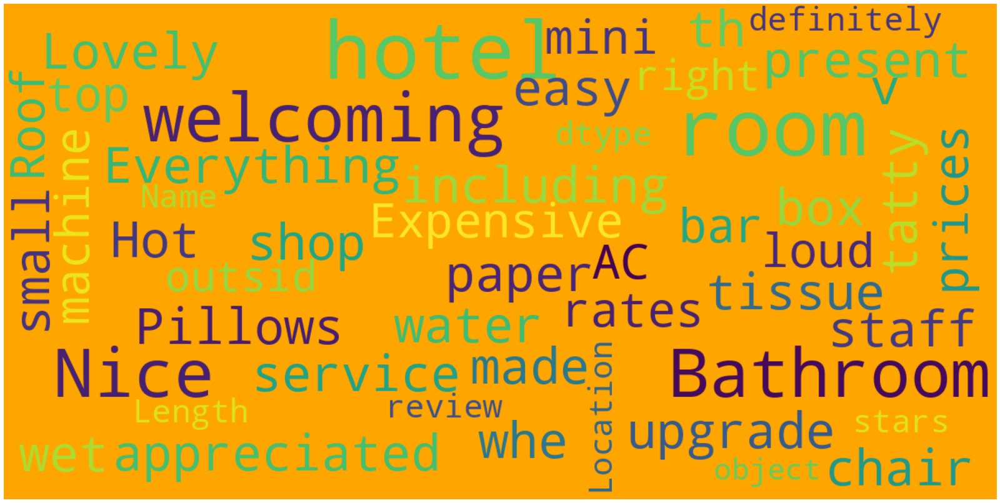 Lovely
hotel
mini
th
definitely
top
Roof
welcoming
easy
right
present
v
dtype
room
machine
Everything
including
tatty
prices
small
Name
Hot
shop
Expensive
bar
box
loud
outsid
paper
AC
tissue
Pillows
water
rates
staff
Nice
service
made
Location
Bathroom
Length
review
upgrade
stars
wet
appreciated
whe
object
chair